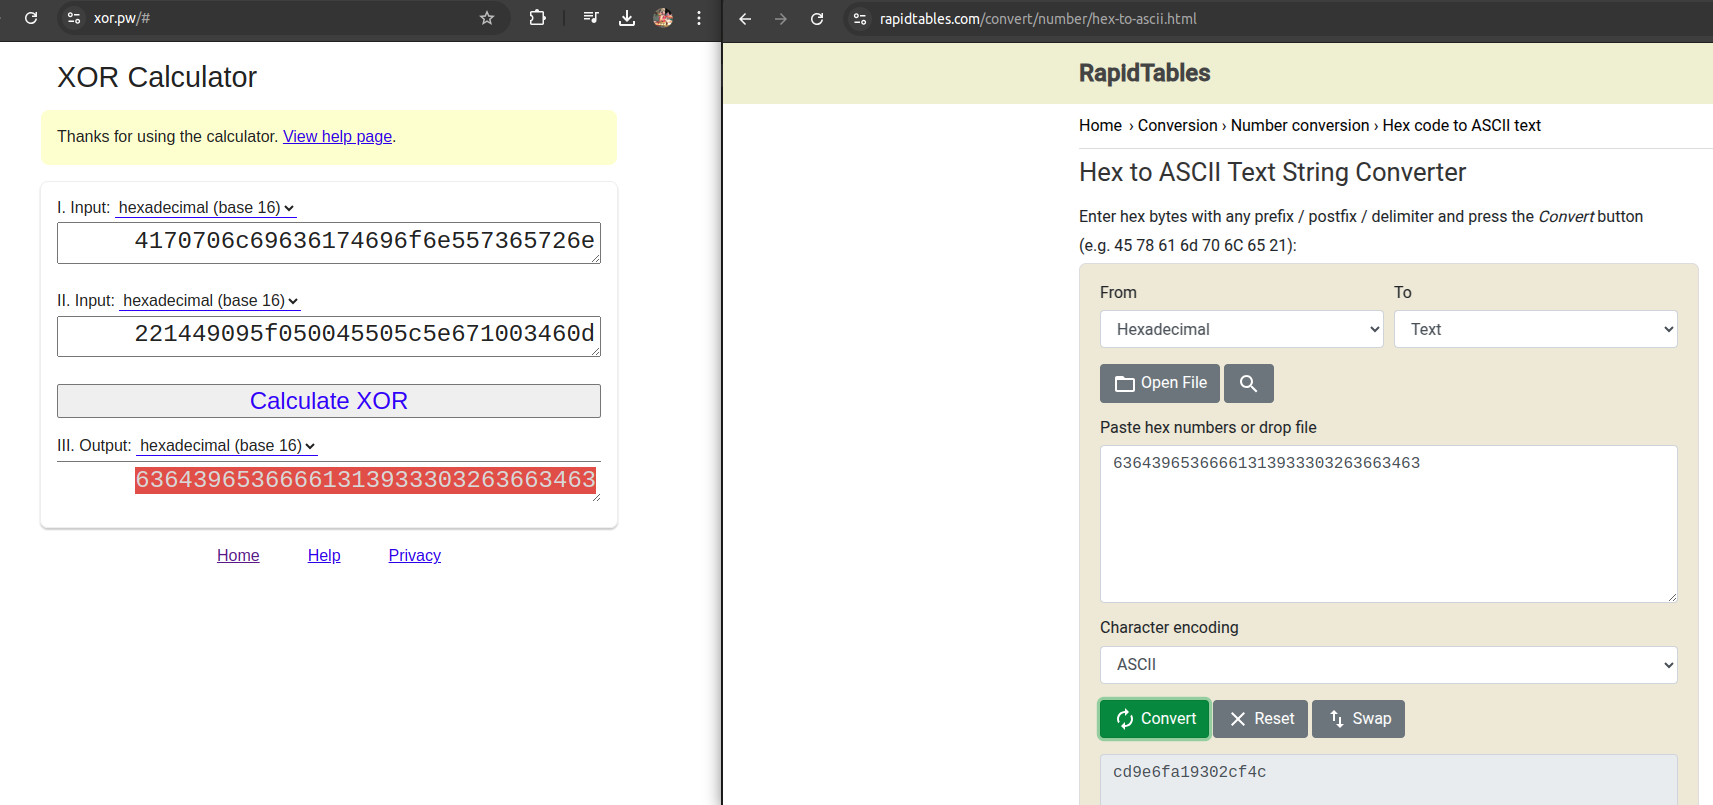 xor.pw/#
XOR Calculator
Thanks for using the calculator. View help page.
I. Input: hexadecimal (base 16)
4170706c69636174696f6e557365726e
II. Input: hexadecimal (base 16)
221449095f050045505c5e671003460d
Calculate XOR
III. Output: hexadecimal (base 16)
63643965366661313933303263663463
Home Help Privacy
rapidtables.com/convert/number/hex-to-ascii.html
RapidTables
Home › Conversion › Number conversion › Hex code to ASCII text
Hex to ASCII Text String Converter
Enter hex bytes with any prefix / postfix / delimiter and press the Convert button
(e.g. 45 78 61 6d 70 6C 65 21):
From To
Hexadecimal Text
Open File
Paste hex numbers or drop file
63643965366661313933303263663463
Character encoding
ASCII
Convert Reset Swap
cd9e6fa19302cf4c